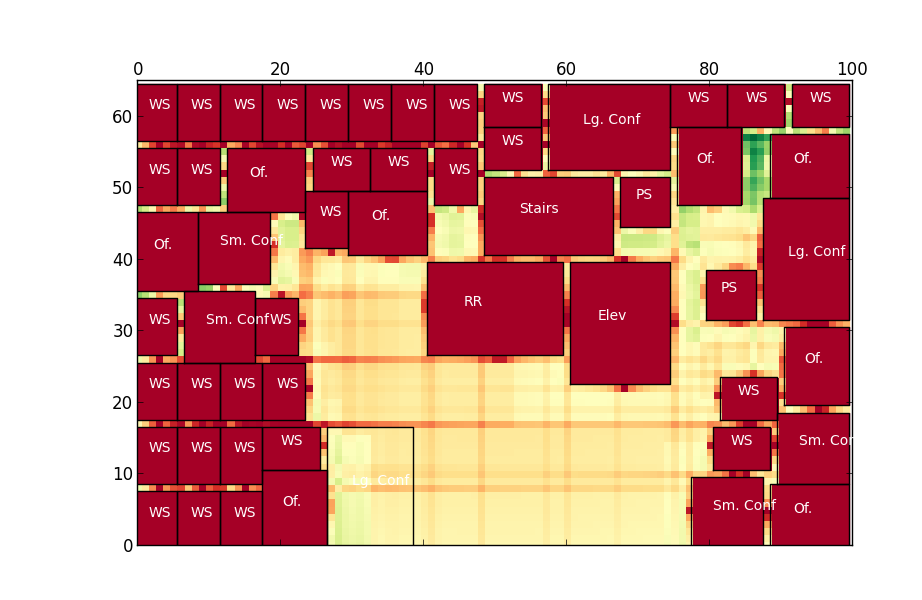 0 20 40 60 80 100
60
50
40
30
20
10
0
WS WS WS WS WS WS WS WS WS Lg. Conf WS WS WS
WS
WS WS Of. WS WS WS Of. Of.
Stairs PS
WS Of.
Of. Sm. Conf Lg. Conf
RR Elev PS
WS Sm. Conf WS
Of.
WS WS WS WS WS
WS WS WS WS WS Sm. Cor
Lg. Conf
WS WS WS Of. Sm. Conf Of.